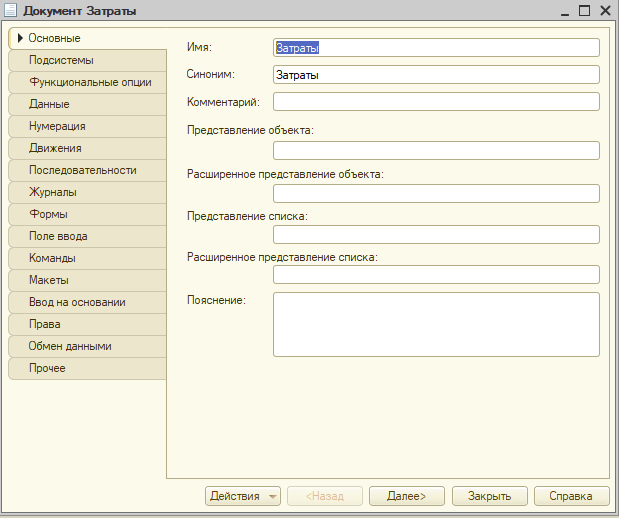 Документ Затраты
Основные
Подсистемы
Функциональные опции
Данные
Нумерация
Движения
Последовательности
Журналы
Формы
Поле ввода
Команды
Макеты
Ввод на основании
Права
Обмен данными
Прочее
Имя: Затраты
Синоним: Затраты
Комментарий:
Представление объекта:
Расширенное представление объекта:
Представление списка:
Расширенное представление списка:
Пояснение:
Действия <Назад Далее> Закрыть Справка